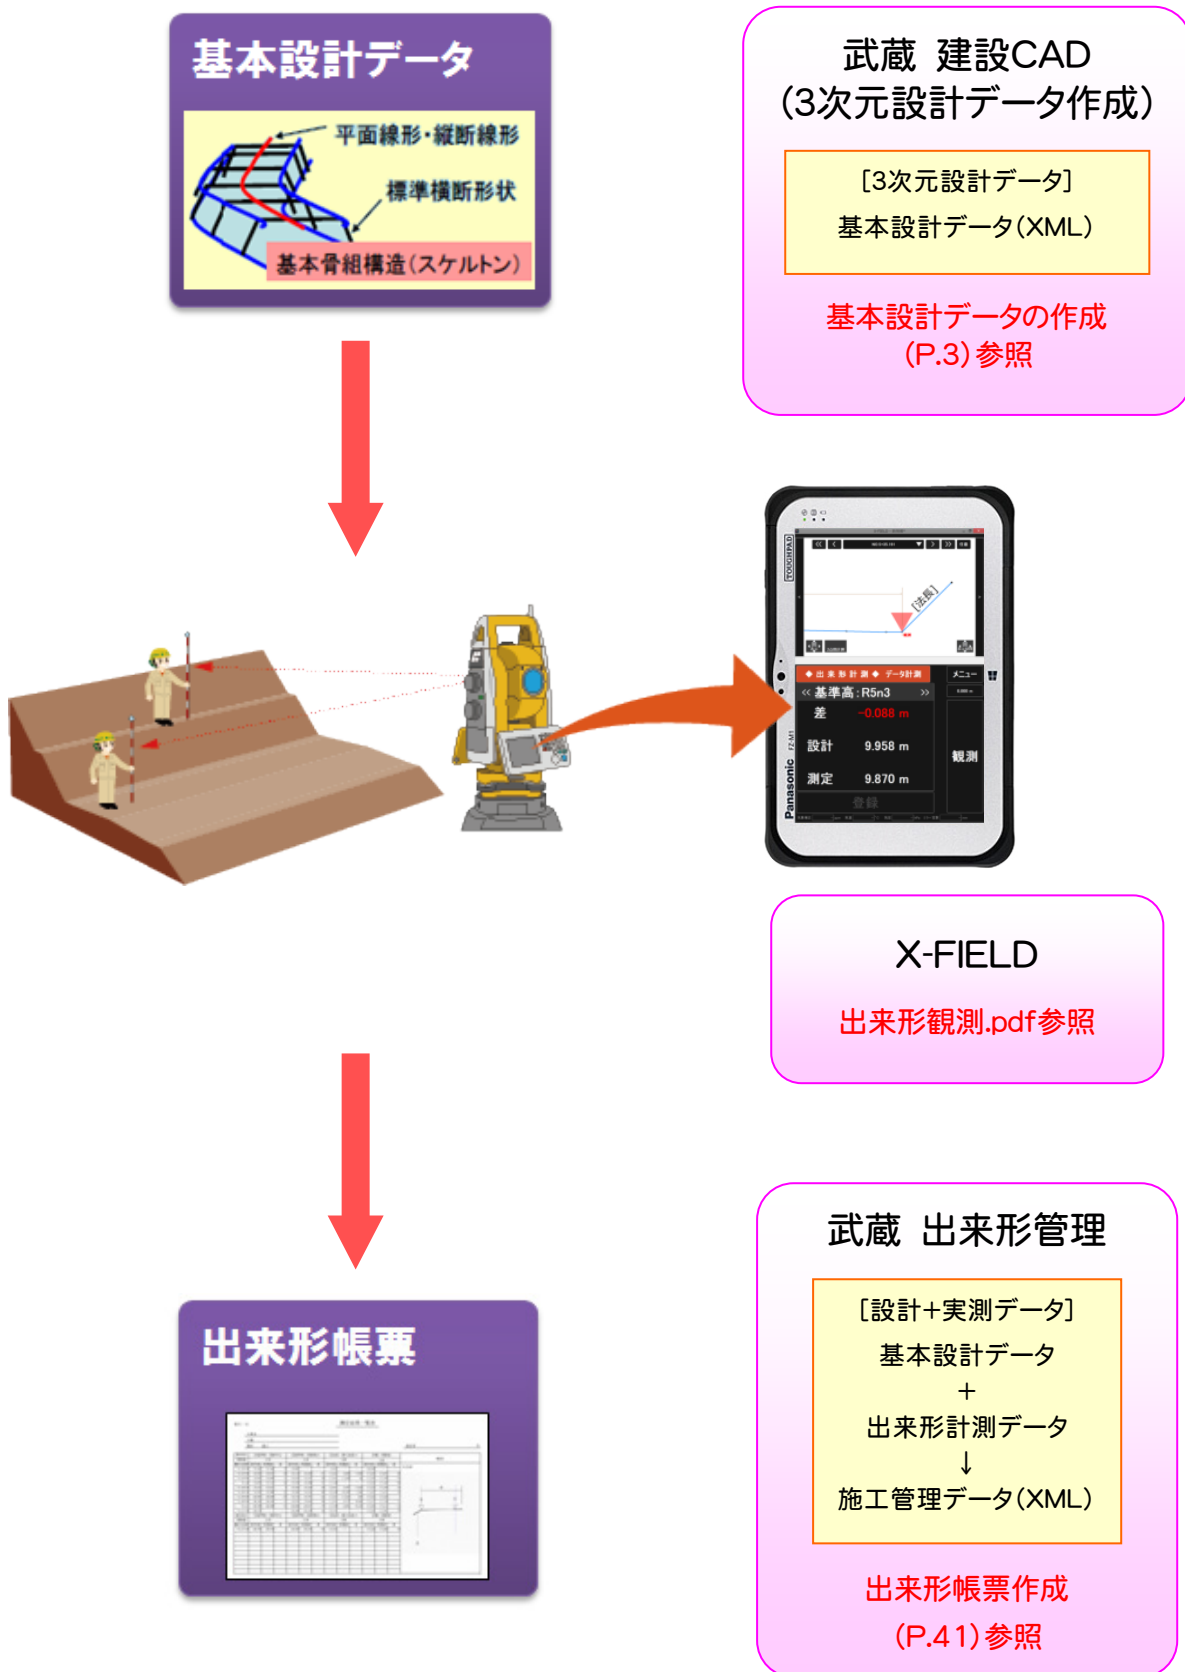 基本設計データ
平面線形・縦断線形
標準横断形状
基本骨組構造(スケルトン)
武蔵 建設CAD
(3次元設計データ作成)
[3次元設計データ]
基本設計データ(XML)
基本設計データの作成
(P.3)参照
TOUGHPAD
Panasonic FZ-M1
[法長]
◆出来形計測◆ データ計測
メニュー
<< 基準高:R5n3 >>
差 -0.088 m
設計 9.958 m
観測
測定 9.870 m
登録
X-FIELD
出来形観測.pdf参照
出来形帳票
武蔵 出来形管理
[設計+実測データ]
基本設計データ
+
出来形計測データ
↓
施工管理データ(XML)
出来形帳票作成
(P.41)参照